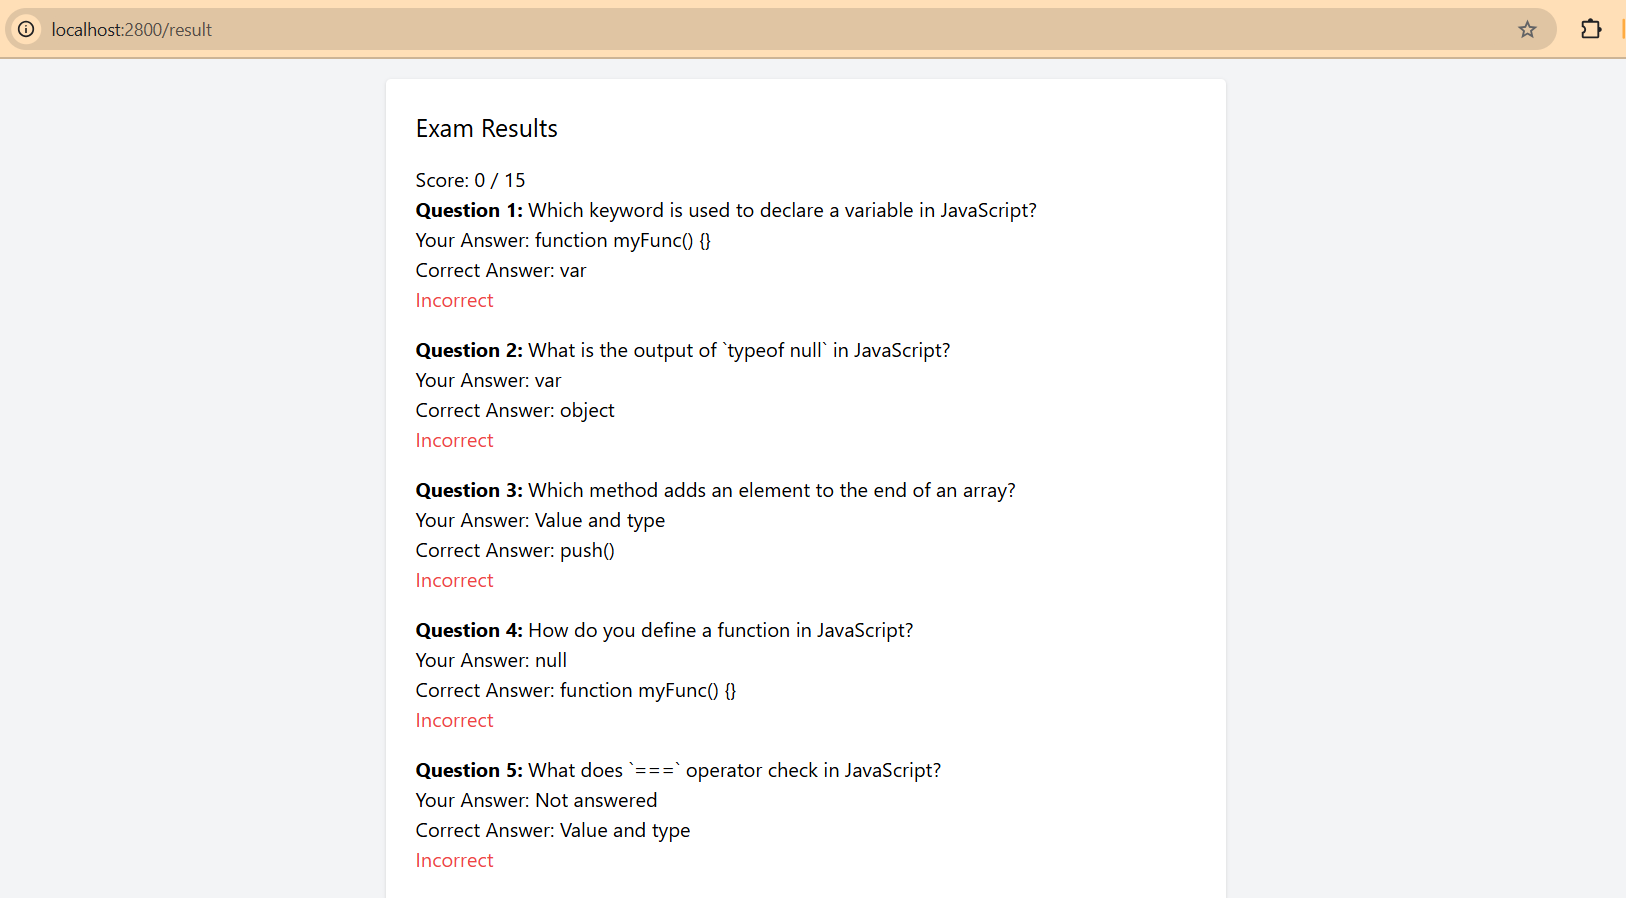 localhost:2800/result
Exam Results
Score: 0 / 15
Question 1: Which keyword is used to declare a variable in JavaScript?
Your Answer: function myFunc() {}
Correct Answer: var
Incorrect
Question 2: What is the output of `typeof null` in JavaScript?
Your Answer: var
Correct Answer: object
Incorrect
Question 3: Which method adds an element to the end of an array?
Your Answer: Value and type
Correct Answer: push()
Incorrect
Question 4: How do you define a function in JavaScript?
Your Answer: null
Correct Answer: function myFunc() {}
Incorrect
Question 5: What does `===` operator check in JavaScript?
Your Answer: Not answered
Correct Answer: Value and type
Incorrect